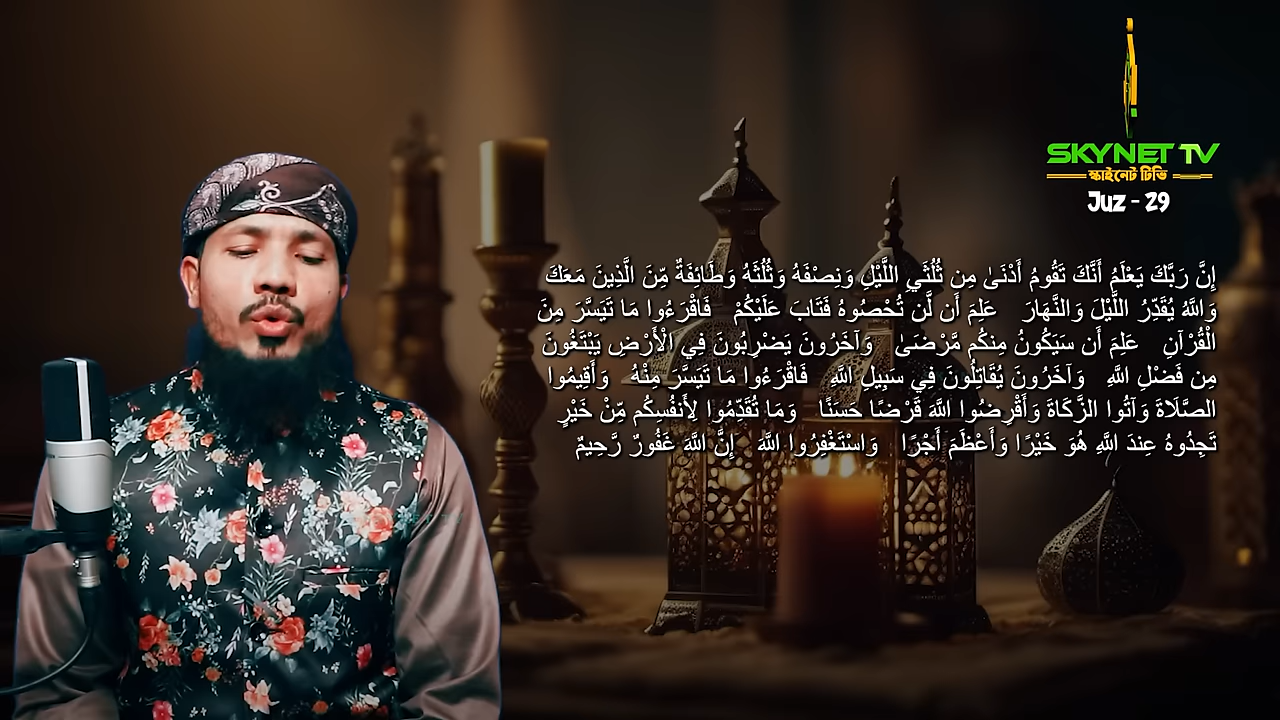 SKYNET TV
স্কাইনেট টিভি
Juz - 29
إِنَّ رَبَّكَ يَعْلَمُ أَنَّكَ تَقُومُ أَدْنَىٰ مِن ثُلُثَيِ اللَّيْلِ وَنِصْفَهُ وَثُلُثَهُ وَطَائِفَةٌ مِّنَ الَّذِينَ مَعَكَ
وَاللَّهُ يُقَدِّرُ اللَّيْلَ وَالنَّهَارَ عَلِمَ أَن لَّن تُحْصُوهُ فَتَابَ عَلَيْكُمْ فَاقْرَءُوا مَا تَيَسَّرَ مِنَ
الْقُرْآنِ عَلِمَ أَن سَيَكُونُ مِنكُم مَّرْضَىٰ وَآخَرُونَ يَضْرِبُونَ فِي الْأَرْضِ يَبْتَغُونَ
مِن فَضْلِ اللَّهِ وَآخَرُونَ يُقَاتِلُونَ فِي سَبِيلِ اللَّهِ فَاقْرَءُوا مَا تَيَسَّرَ مِنْهُ وَأَقِيمُوا
الصَّلَاةَ وَآتُوا الزَّكَاةَ وَأَقْرِضُوا اللَّهَ قَرْضًا حَسَنًا وَمَا تُقَدِّمُوا لِأَنفُسِكُم مِّنْ خَيْرٍ
تَجِدُوهُ عِندَ اللَّهِ هُوَ خَيْرًا وَأَعْظَمَ أَجْرًا وَاسْتَغْفِرُوا اللَّهَ إِنَّ اللَّهَ غَفُورٌ رَّحِيمٌ